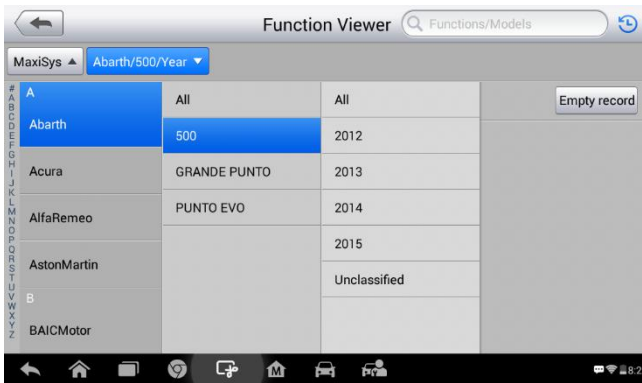 Function Viewer
Functions/Models
MaxiSys ▲
Abarth/500/Year ▼
#
A
B
C
D
E
F
G
H
I
J
K
L
M
N
O
P
Q
R
S
T
U
V
W
X
Y
Z
A
Abarth
Acura
AlfaRomeo
AstonMartin
B
BAICMotor
All
500
GRANDE PUNTO
PUNTO EVO
All
2012
2013
2014
2015
Unclassified
Empty record
M